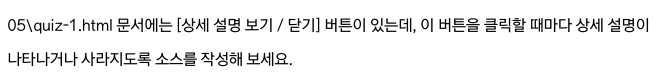 05\quiz-1.html 문서에는 [상세 설명 보기 / 닫기] 버튼이 있는데, 이 버튼을 클릭할 때마다 상세 설명이
나타나거나 사라지도록 소스를 작성해 보세요.